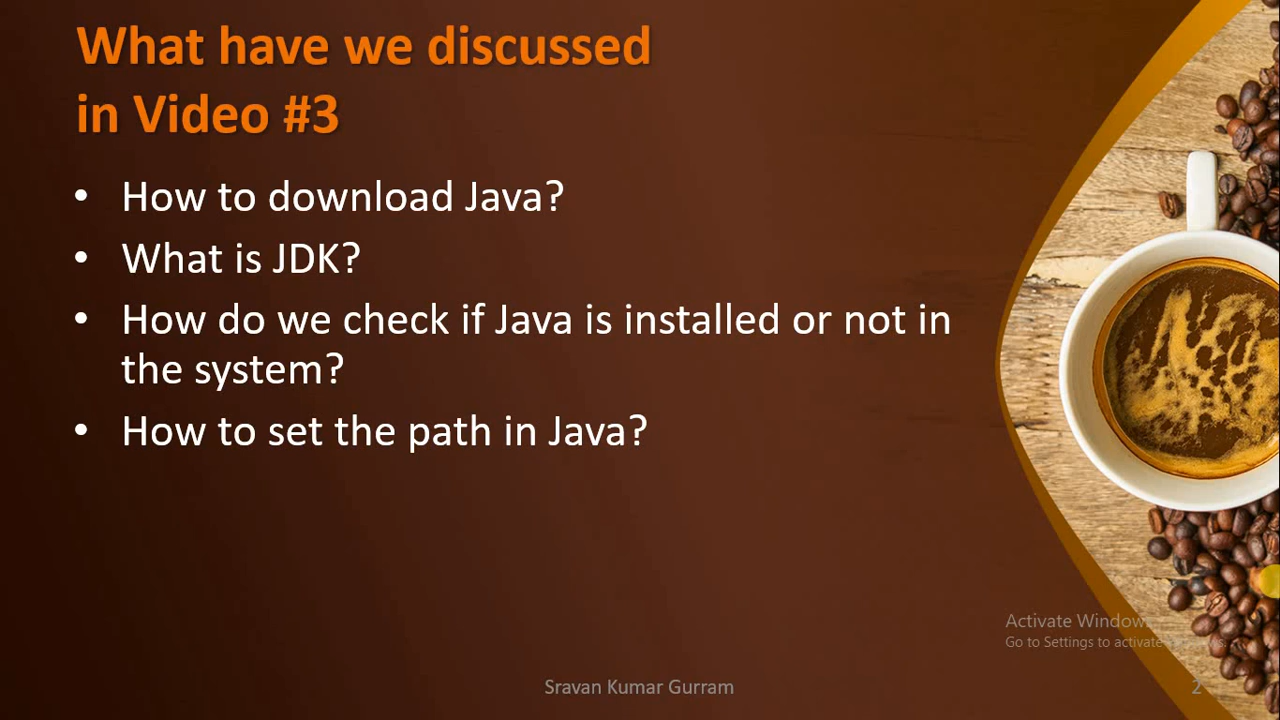 What have we discussed
in Video #3
• How to download Java?
• What is JDK?
• How do we check if Java is installed or not in
the system?
• How to set the path in Java?
Activate Windows
Go to Settings to activate Windows.
Sravan Kumar Gurram
2